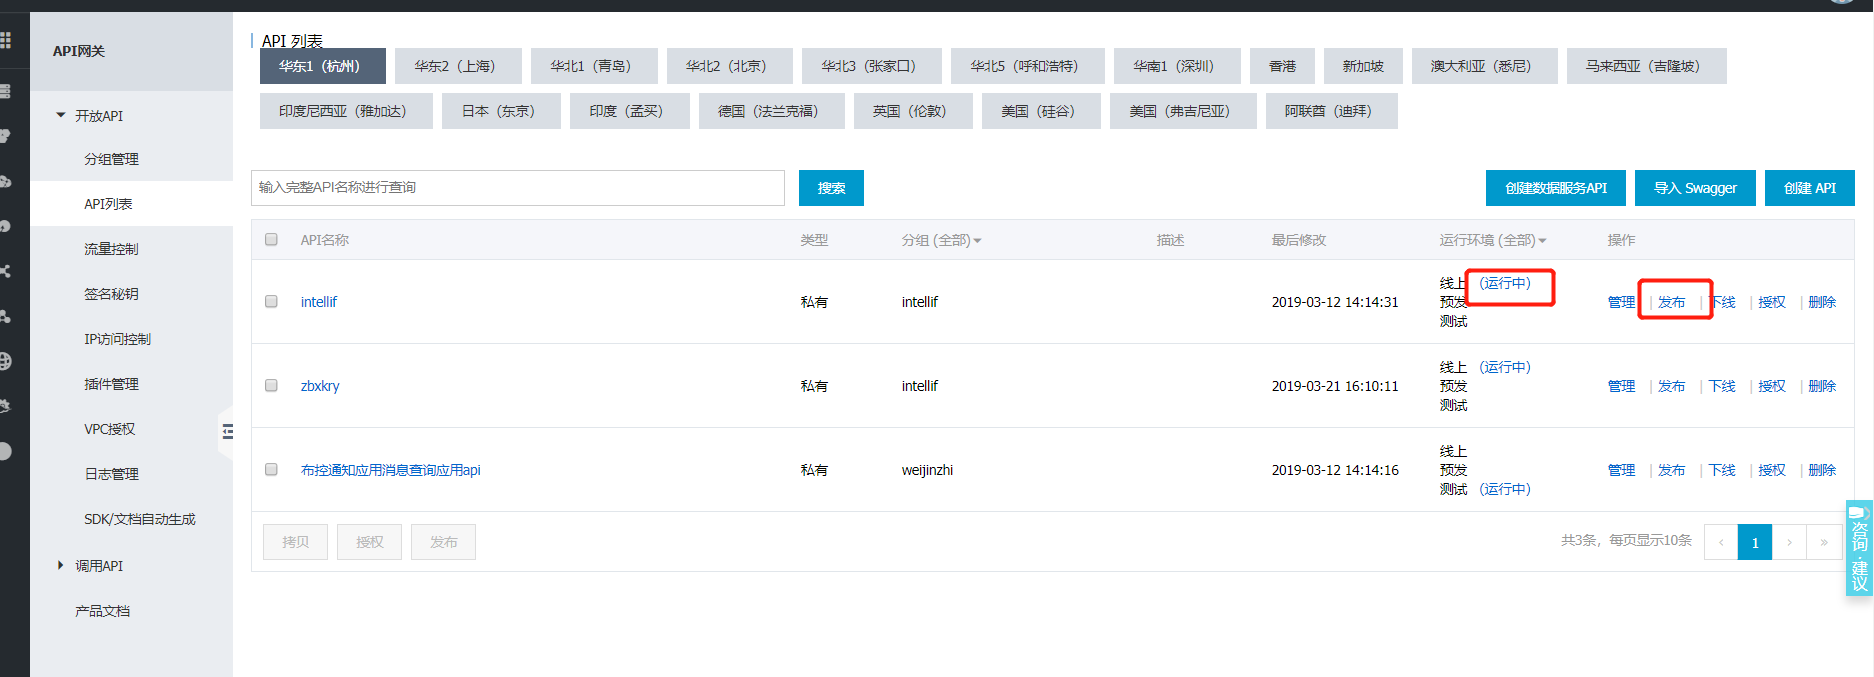 API网关
开放API
分组管理
API列表
流量控制
签名秘钥
IP访问控制
插件管理
VPC授权
日志管理
SDK/文档自动生成
调用API
产品文档
API 列表
华东1（杭州） 华东2（上海） 华北1（青岛） 华北2（北京） 华北3（张家口） 华北5（呼和浩特） 华南1（深圳） 香港 新加坡 澳大利亚（悉尼） 马来西亚（吉隆坡）
印度尼西亚（雅加达） 日本（东京） 印度（孟买） 德国（法兰克福） 英国（伦敦） 美国（硅谷） 美国（弗吉尼亚） 阿联酋（迪拜）
输入完整API名称进行查询 搜索 创建数据服务API 导入 Swagger 创建 API
API名称 类型 分组 (全部) 描述 最后修改 运行环境 (全部) 操作
线上 （运行中）
intellif 私有 intellif 2019-03-12 14:14:31 预发 管理 | 发布 | 下线 | 授权 | 删除
测试
线上 （运行中）
zbxkry 私有 intellif 2019-03-21 16:10:11 预发 管理 | 发布 | 下线 | 授权 | 删除
测试
线上
布控通知应用消息查询应用api 私有 weijinzhi 2019-03-12 14:14:16 预发 管理 | 发布 | 下线 | 授权 | 删除
测试 （运行中）
拷贝 授权 发布 共3条，每页显示10条 ‹ 1 › »
咨询·建议